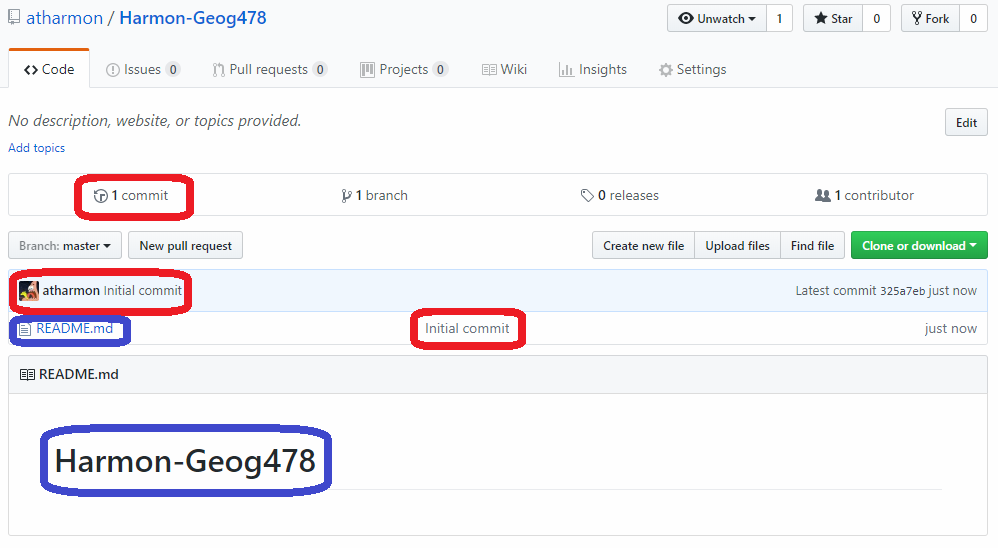 atharmon / Harmon-Geog478
Unwatch 1 Star 0 Fork 0
Code Issues 0 Pull requests 0 Projects 0 Wiki Insights Settings
No description, website, or topics provided.
Edit
Add topics
1 commit 1 branch 0 releases 1 contributor
Branch: master New pull request Create new file Upload files Find file Clone or download
atharmon Initial commit Latest commit 325a7eb just now
README.md Initial commit just now
README.md
Harmon-Geog478